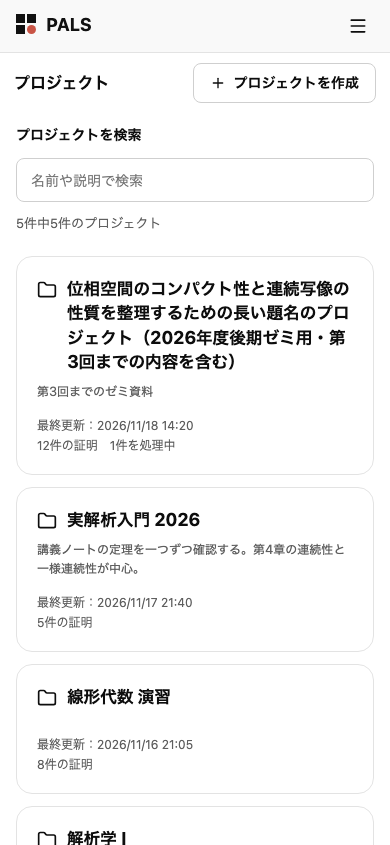 PALS
プロジェクト
プロジェクトを作成
プロジェクトを検索
名前や説明で検索
5件中5件のプロジェクト
位相空間のコンパクト性と連続写像の
性質を整理するための長い題名のプロ
ジェクト（2026年度後期ゼミ用・第
3回までの内容を含む）
第3回までのゼミ資料
最終更新：2026/11/18 14:20
12件の証明 1件を処理中
実解析入門 2026
講義ノートの定理を一つずつ確認する。第4章の連続性と
一様連続性が中心。
最終更新：2026/11/17 21:40
5件の証明
線形代数 演習
最終更新：2026/11/16 21:05
8件の証明
解析学 I